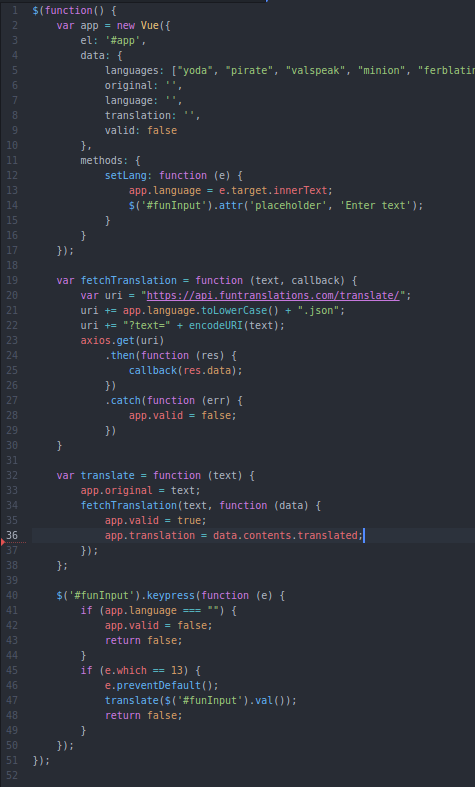 1 $(function() {
2 var app = new Vue({
3 el: '#app',
4 data: {
5 languages: ["yoda", "pirate", "valspeak", "minion", "ferblatin
6 original: '',
7 language: '',
8 translation: '',
9 valid: false
10 },
11 methods: {
12 setLang: function (e) {
13 app.language = e.target.innerText;
14 $('#funInput').attr('placeholder', 'Enter text');
15 }
16 }
17 });
18
19 var fetchTranslation = function (text, callback) {
20 var uri = "https://api.funtranslations.com/translate/";
21 uri += app.language.toLowerCase() + ".json";
22 uri += "?text=" + encodeURI(text);
23 axios.get(uri)
24 .then(function (res) {
25 callback(res.data);
26 })
27 .catch(function (err) {
28 app.valid = false;
29 })
30 }
31
32 var translate = function (text) {
33 app.original = text;
34 fetchTranslation(text, function (data) {
35 app.valid = true;
36 app.translation = data.contents.translated;
37 });
38 };
39
40 $('#funInput').keypress(function (e) {
41 if (app.language === "") {
42 app.valid = false;
43 return false;
44 }
45 if (e.which == 13) {
46 e.preventDefault();
47 translate($('#funInput').val());
48 return false;
49 }
50 });
51 });
52